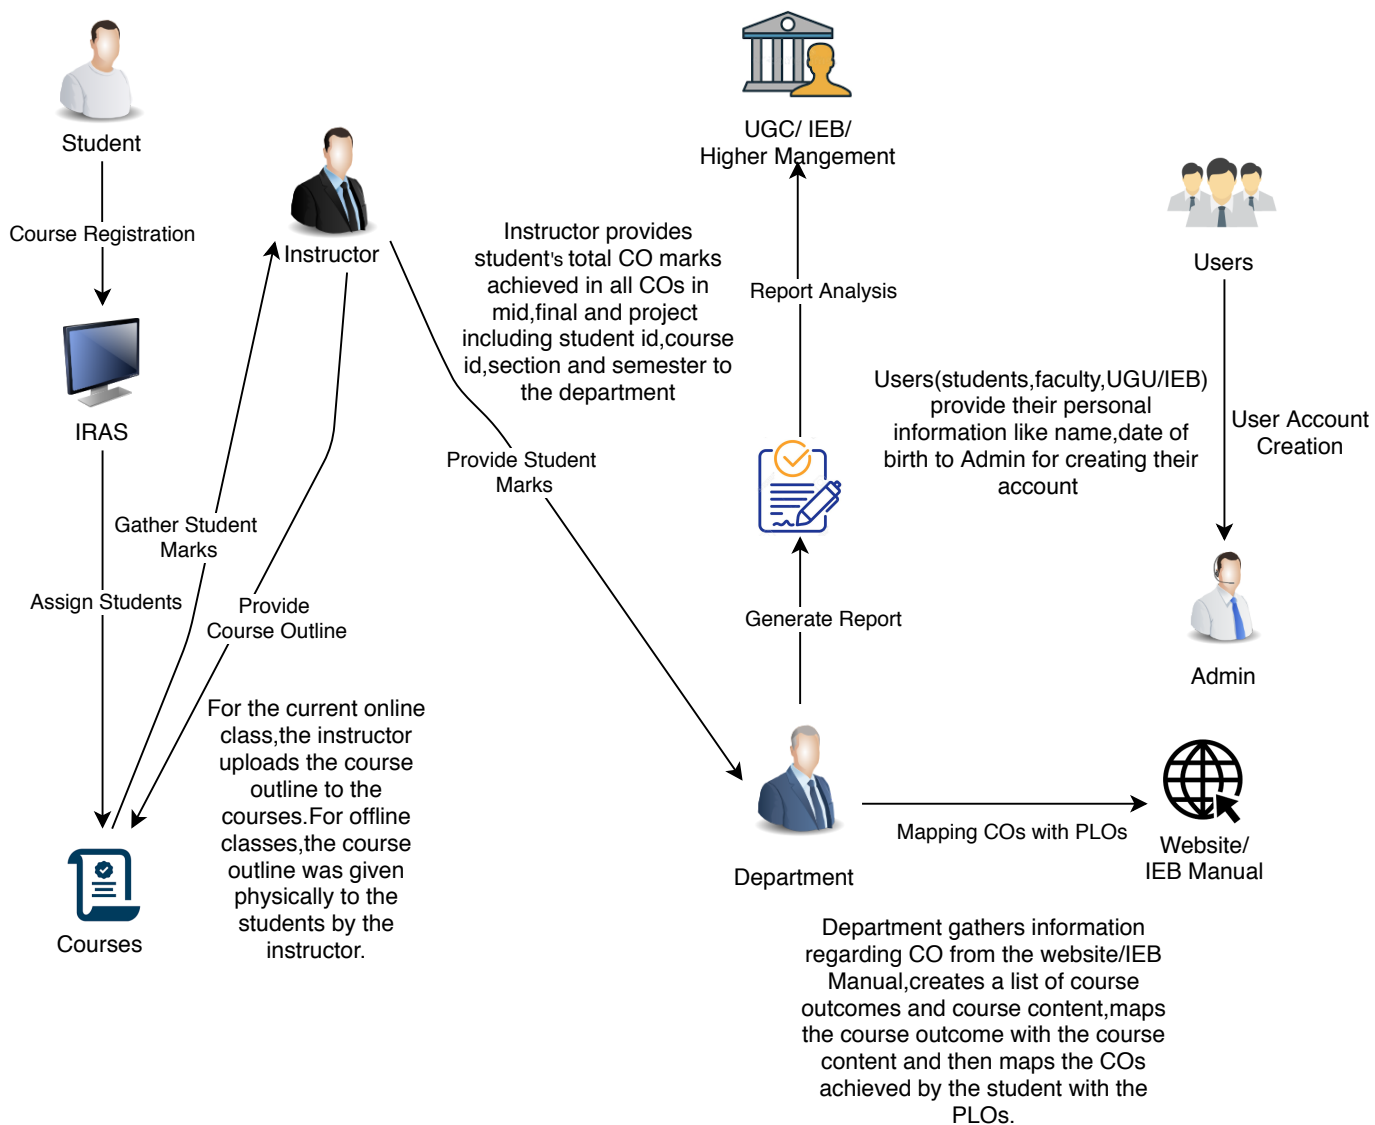 Student
Course Registration
IRAS
Assign Students
Courses
Instructor
Gather Student
Marks
Provide
Course Outline
For the current online
class,the instructor
uploads the course
outline to the
courses.For offline
classes,the course
outline was given
physically to the
students by the
instructor.
Instructor provides
student's total CO marks
achieved in all COs in
mid,final and project
including student id,course
id,section and semester to
the department
Provide Student
Marks
UGC/ IEB/
Higher Mangement
Report Analysis
Generate Report
Department
Mapping COs with PLOs
Website/
IEB Manual
Department gathers information
regarding CO from the website/IEB
Manual,creates a list of course
outcomes and course content,maps
the course outcome with the course
content and then maps the COs
achieved by the student with the
PLOs.
Users
Users(students,faculty,UGU/IEB)
provide their personal
information like name,date of
birth to Admin for creating their
account
User Account
Creation
Admin